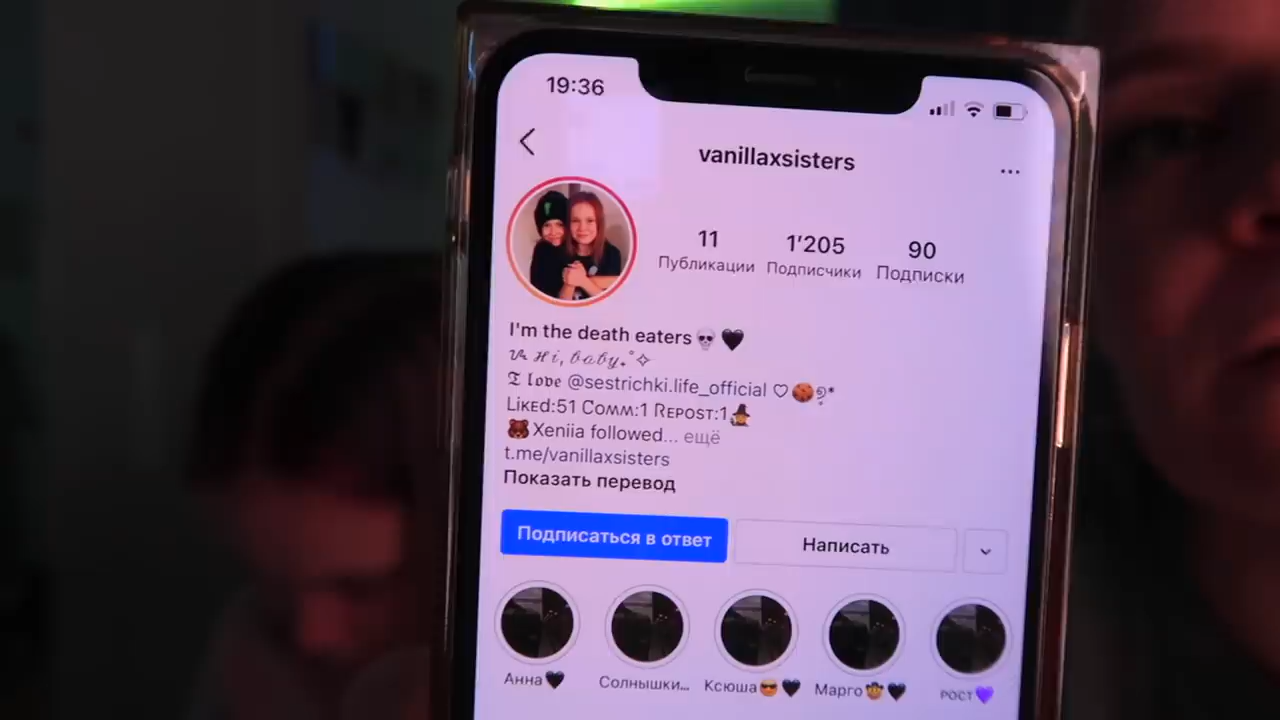 19:36
vanillaxsisters
11 1'205 90
Публикации Подписчики Подписки
I'm the death eaters💀🖤
𝓗𝓲, 𝓫𝓪𝓫𝔂.˚✧
𝕿 𝖑𝖔𝖛𝖊 @sestrichki.life_official ♡🍪
Liked:51 Comm:1 Repost:1
🐻Xeniia followed... ещё
t.me/vanillaxsisters
Показать перевод
Подписаться в ответ Написать
Анна🖤 Солнышки... Ксюша😎🖤 Марго🤠🖤 РОСТ💜